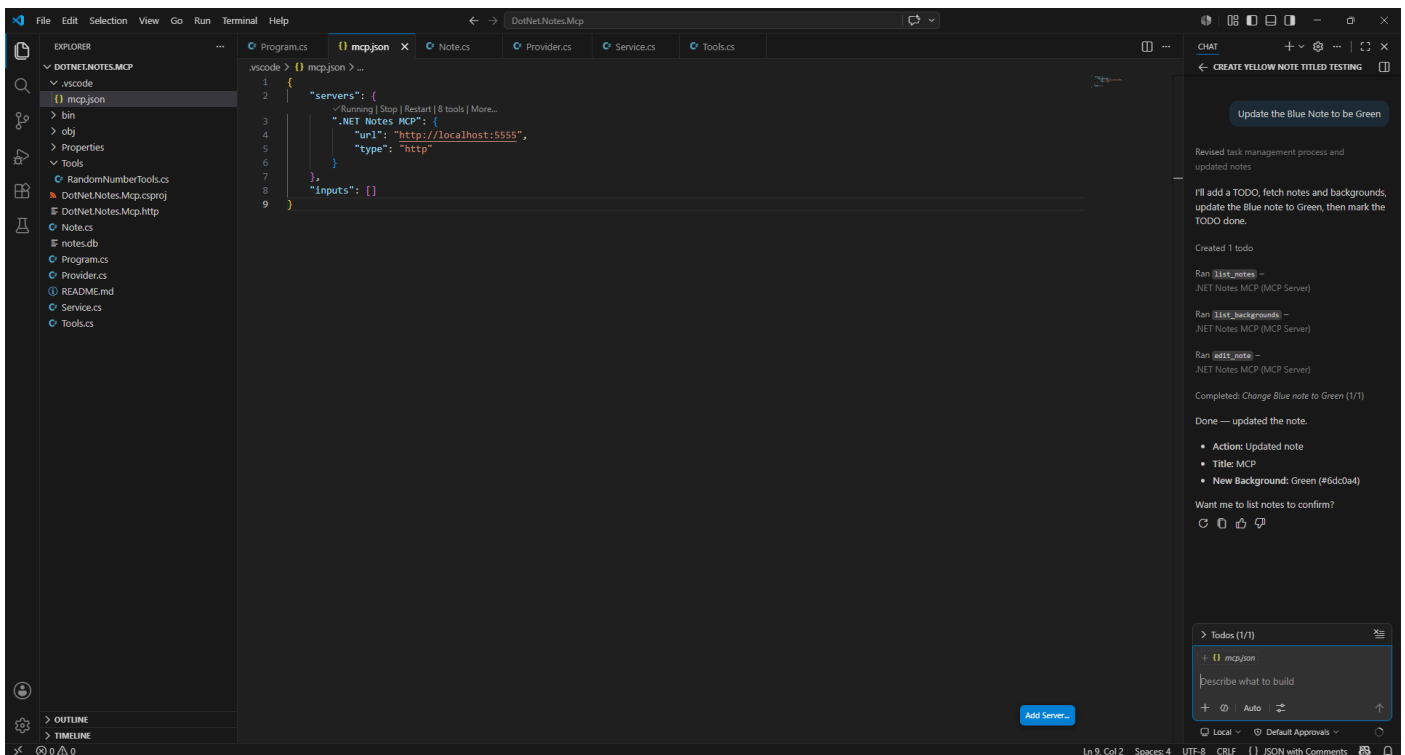 File Edit Selection View Go Run Terminal Help
DotNet.Notes.Mcp
EXPLORER
DOTNET.NOTES.MCP
.vscode
{} mcp.json
bin
obj
Properties
Tools
RandomNumberTools.cs
DotNet.Notes.Mcp.csproj
DotNet.Notes.Mcp.http
Note.cs
notes.db
Program.cs
Provider.cs
README.md
Service.cs
Tools.cs
OUTLINE
TIMELINE
Program.cs {} mcp.json Note.cs Provider.cs Service.cs Tools.cs
.vscode > {} mcp.json > ...
1 {
2 "servers": {
✓Running | Stop | Restart | 8 tools | More...
3 ".NET Notes MCP": {
4 "url": "http://localhost:5555",
5 "type": "http"
6 }
7 },
8 "inputs": []
9 }
Add Server...
CHAT
CREATE YELLOW NOTE TITLED TESTING
Update the Blue Note to be Green
Revised task management process and
updated notes
I'll add a TODO, fetch notes and backgrounds,
update the Blue note to Green, then mark the
TODO done.
Created 1 todo
Ran list_notes –
.NET Notes MCP (MCP Server)
Ran list_backgrounds –
.NET Notes MCP (MCP Server)
Ran edit_note –
.NET Notes MCP (MCP Server)
Completed: Change Blue note to Green (1/1)
Done — updated the note.
• Action: Updated note
• Title: MCP
• New Background: Green (#6dc0a4)
Want me to list notes to confirm?
Todos (1/1)
+ {} mcp.json
Describe what to build
Auto
Local Default Approvals
0 0 Ln 9, Col 2 Spaces: 4 UTF-8 CRLF {} JSON with Comments